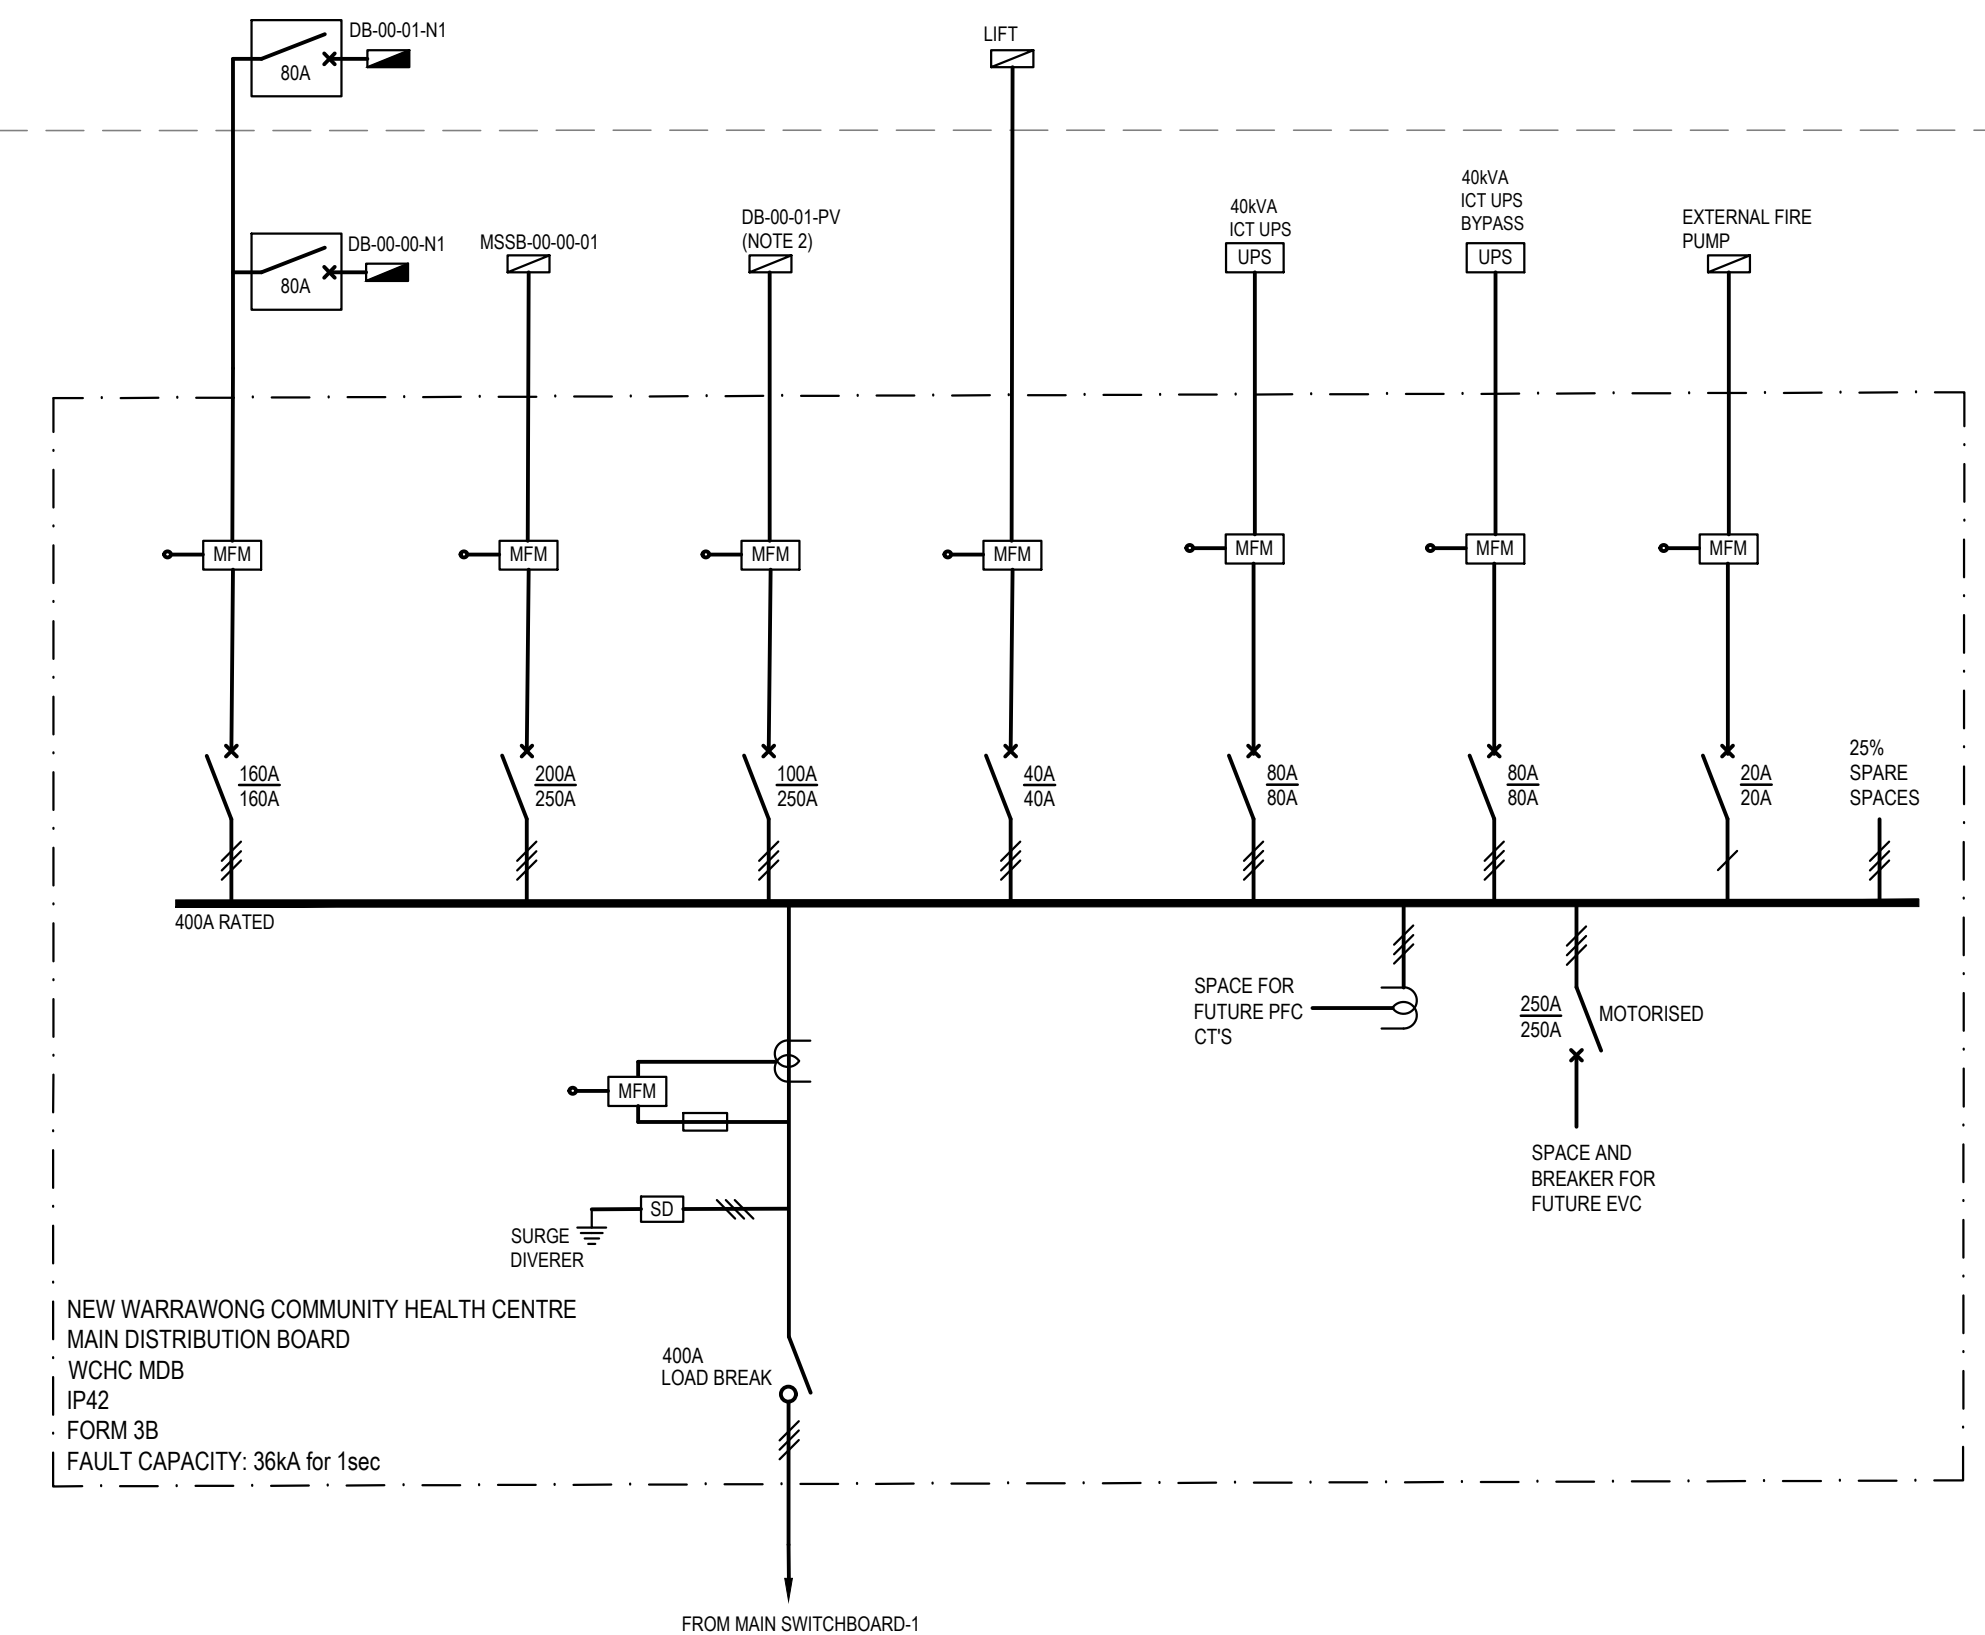 DB-00-01-N1
80A
LIFT
DB-00-00-N1
80A
MSSB-00-00-01
DB-00-01-PV
(NOTE 2)
40kVA
ICT UPS
UPS
40kVA
ICT UPS
BYPASS
UPS
EXTERNAL FIRE
PUMP
MFM
MFM
MFM
MFM
MFM
MFM
MFM
160A
160A
200A
250A
100A
250A
40A
40A
80A
80A
80A
80A
20A
20A
25%
SPARE
SPACES
400A RATED
SPACE FOR
FUTURE PFC
CT'S
250A
250A
MOTORISED
SPACE AND
BREAKER FOR
FUTURE EVC
MFM
SD
SURGE
DIVERER
400A
LOAD BREAK
NEW WARRAWONG COMMUNITY HEALTH CENTRE
MAIN DISTRIBUTION BOARD
WCHC MDB
IP42
FORM 3B
FAULT CAPACITY: 36kA for 1sec
FROM MAIN SWITCHBOARD-1